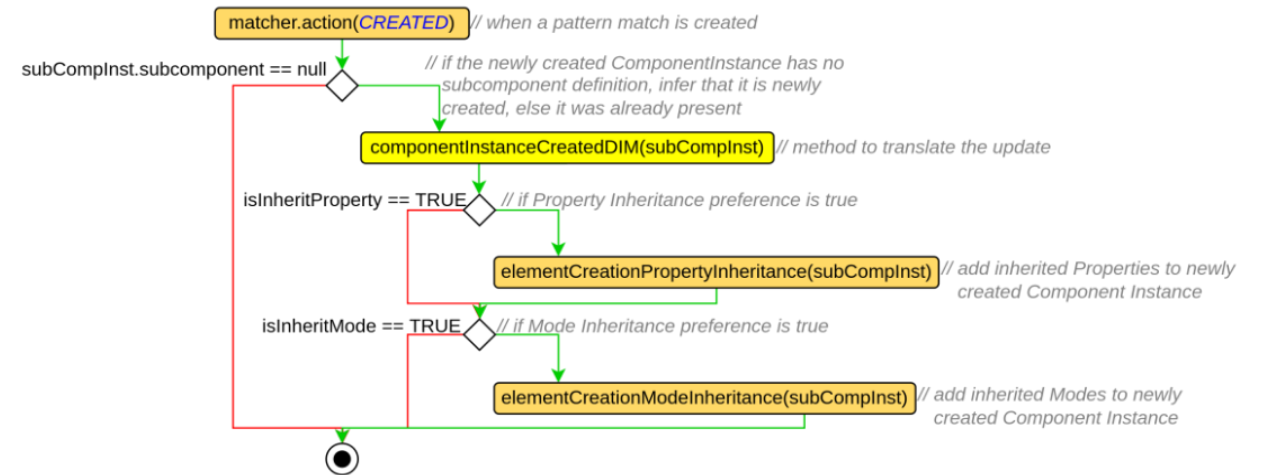 matcher.action(CREATED) // when a pattern match is created
subCompInst.subcomponent == null // if the newly created ComponentInstance has no
subcomponent definition, infer that it is newly
created, else it was already present
componentInstanceCreatedDIM(subCompInst) // method to translate the update
isInheritProperty == TRUE // if Property Inheritance preference is true
elementCreationPropertyInheritance(subCompInst) // add inherited Properties to newly
created Component Instance
isInheritMode == TRUE // if Mode Inheritance preference is true
elementCreationModeInheritance(subCompInst) // add inherited Modes to newly
created Component Instance